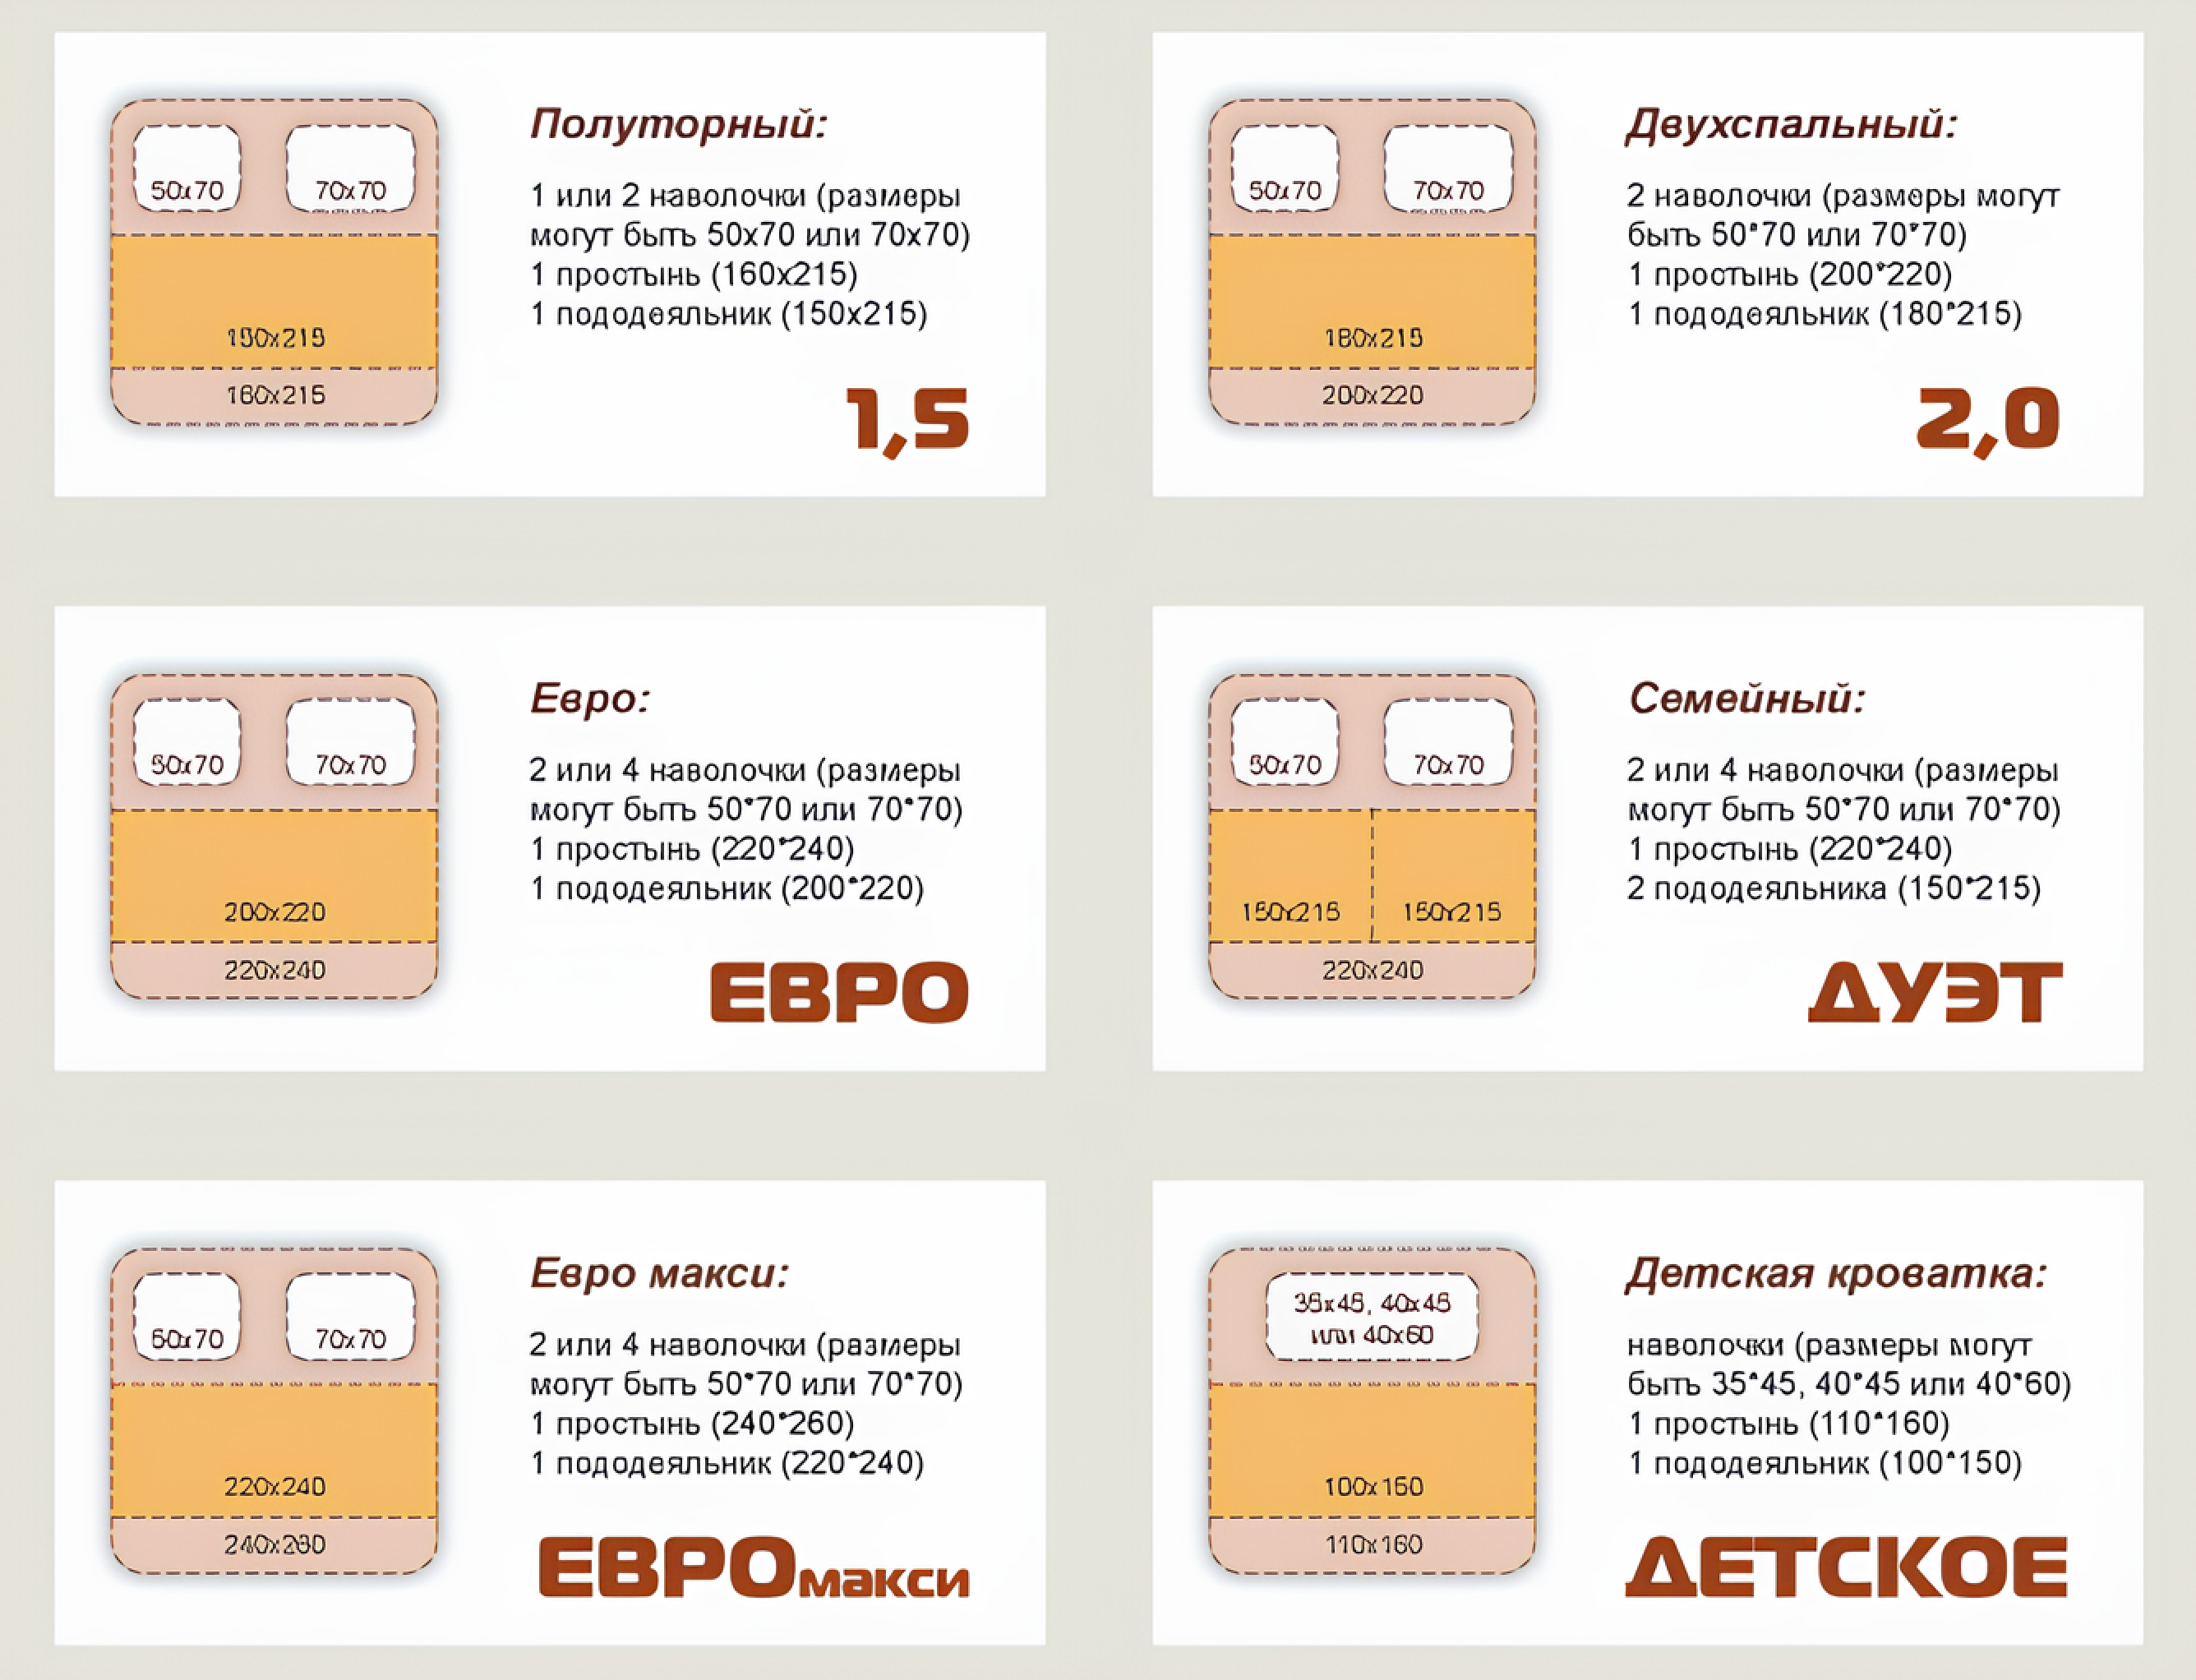 50x70
70x70
150x215
160x215
Полуторный:
1 или 2 наволочки (размеры
могут быть 50x70 или 70x70)
1 простынь (160x215)
1 пододеяльник (150x215)
1,5
50x70
70x70
180x215
200x220
Двухспальный:
2 наволочки (размеры могут
быть 50*70 или 70*70)
1 простынь (200*220)
1 пододеяльник (180*215)
2,0
50x70
70x70
200x220
220x240
Евро:
2 или 4 наволочки (размеры
могут быть 50*70 или 70*70)
1 простынь (220*240)
1 пододеяльник (200*220)
ЕВРО
50x70
70x70
150x215
150x215
220x240
Семейный:
2 или 4 наволочки (размеры
могут быть 50*70 или 70*70)
1 простынь (220*240)
2 пододеяльника (150*215)
ДУЭТ
50x70
70x70
220x240
240x260
Евро макси:
2 или 4 наволочки (размеры
могут быть 50*70 или 70*70)
1 простынь (240*260)
1 пододеяльник (220*240)
ЕВРОмакси
35x45, 40x45
или 40x60
100x150
110x160
Детская кроватка:
наволочки (размеры могут
быть 35*45, 40*45 или 40*60)
1 простынь (110*160)
1 пододеяльник (100*150)
ДЕТСКОЕ